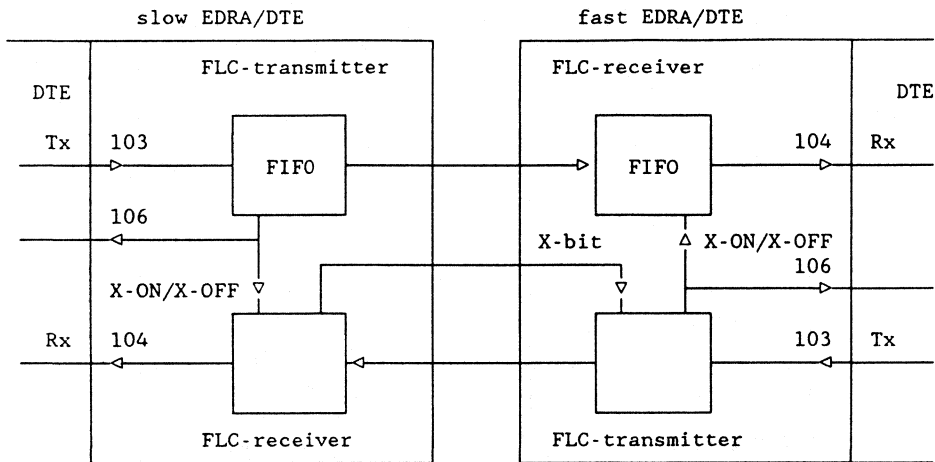 slow EDRA/DTE
fast EDRA/DTE
FLC-transmitter
FLC-receiver
DTE
DTE
Tx
103
FIFO
FIFO
104
Rx
106
X-bit
X-ON/X-OFF
106
X-ON/X-OFF
Rx
104
103
Tx
FLC-receiver
FLC-transmitter